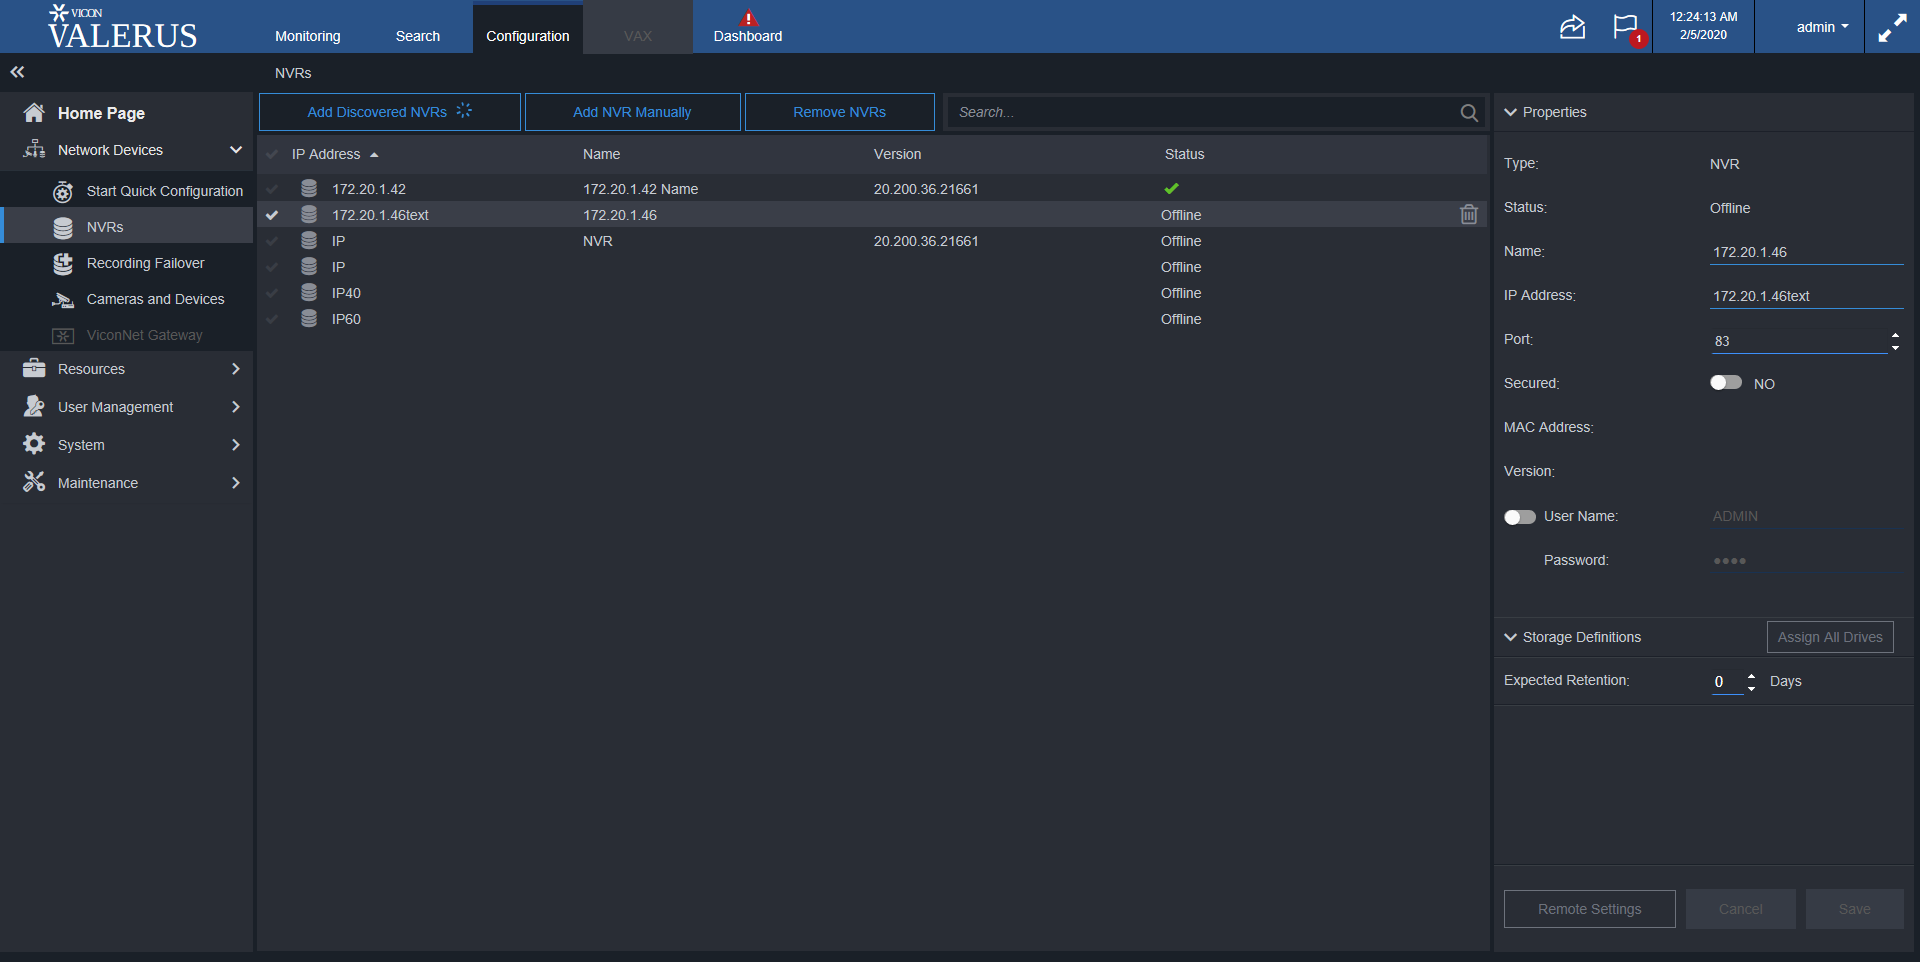 VICON
VALERUS
Monitoring
Search
Configuration
VAX
Dashboard
1
12:24:13 AM
2/5/2020
admin
NVRs
Home Page
Network Devices
Start Quick Configuration
NVRs
Recording Failover
Cameras and Devices
ViconNet Gateway
Resources
User Management
System
Maintenance
Add Discovered NVRs
Add NVR Manually
Remove NVRs
Search...
IP Address Name Version Status
172.20.1.42 172.20.1.42 Name 20.200.36.21661
172.20.1.46text 172.20.1.46 Offline
IP NVR 20.200.36.21661 Offline
IP Offline
IP40 Offline
IP60 Offline
Properties
Type: NVR
Status: Offline
Name: 172.20.1.46
IP Address: 172.20.1.46text
Port: 83
Secured: NO
MAC Address:
Version:
User Name: ADMIN
Password: ●●●●
Storage Definitions Assign All Drives
Expected Retention: 0 Days
Remote Settings Cancel Save